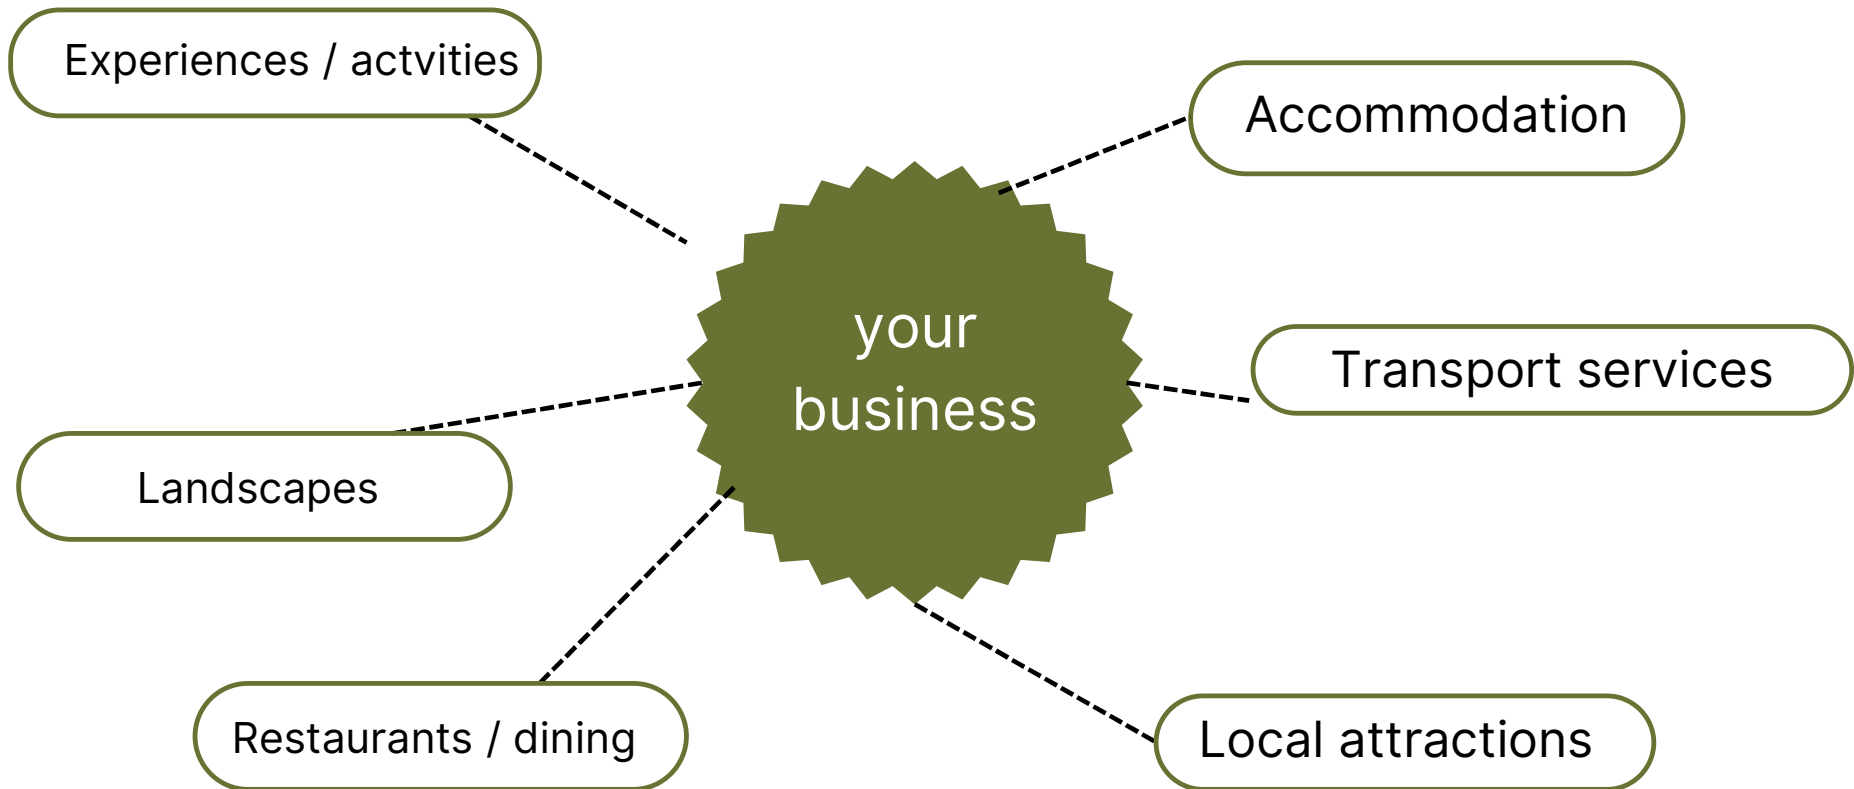 Experiences / actvities
Accommodation
your
business
Transport services
Landscapes
Restaurants / dining
Local attractions